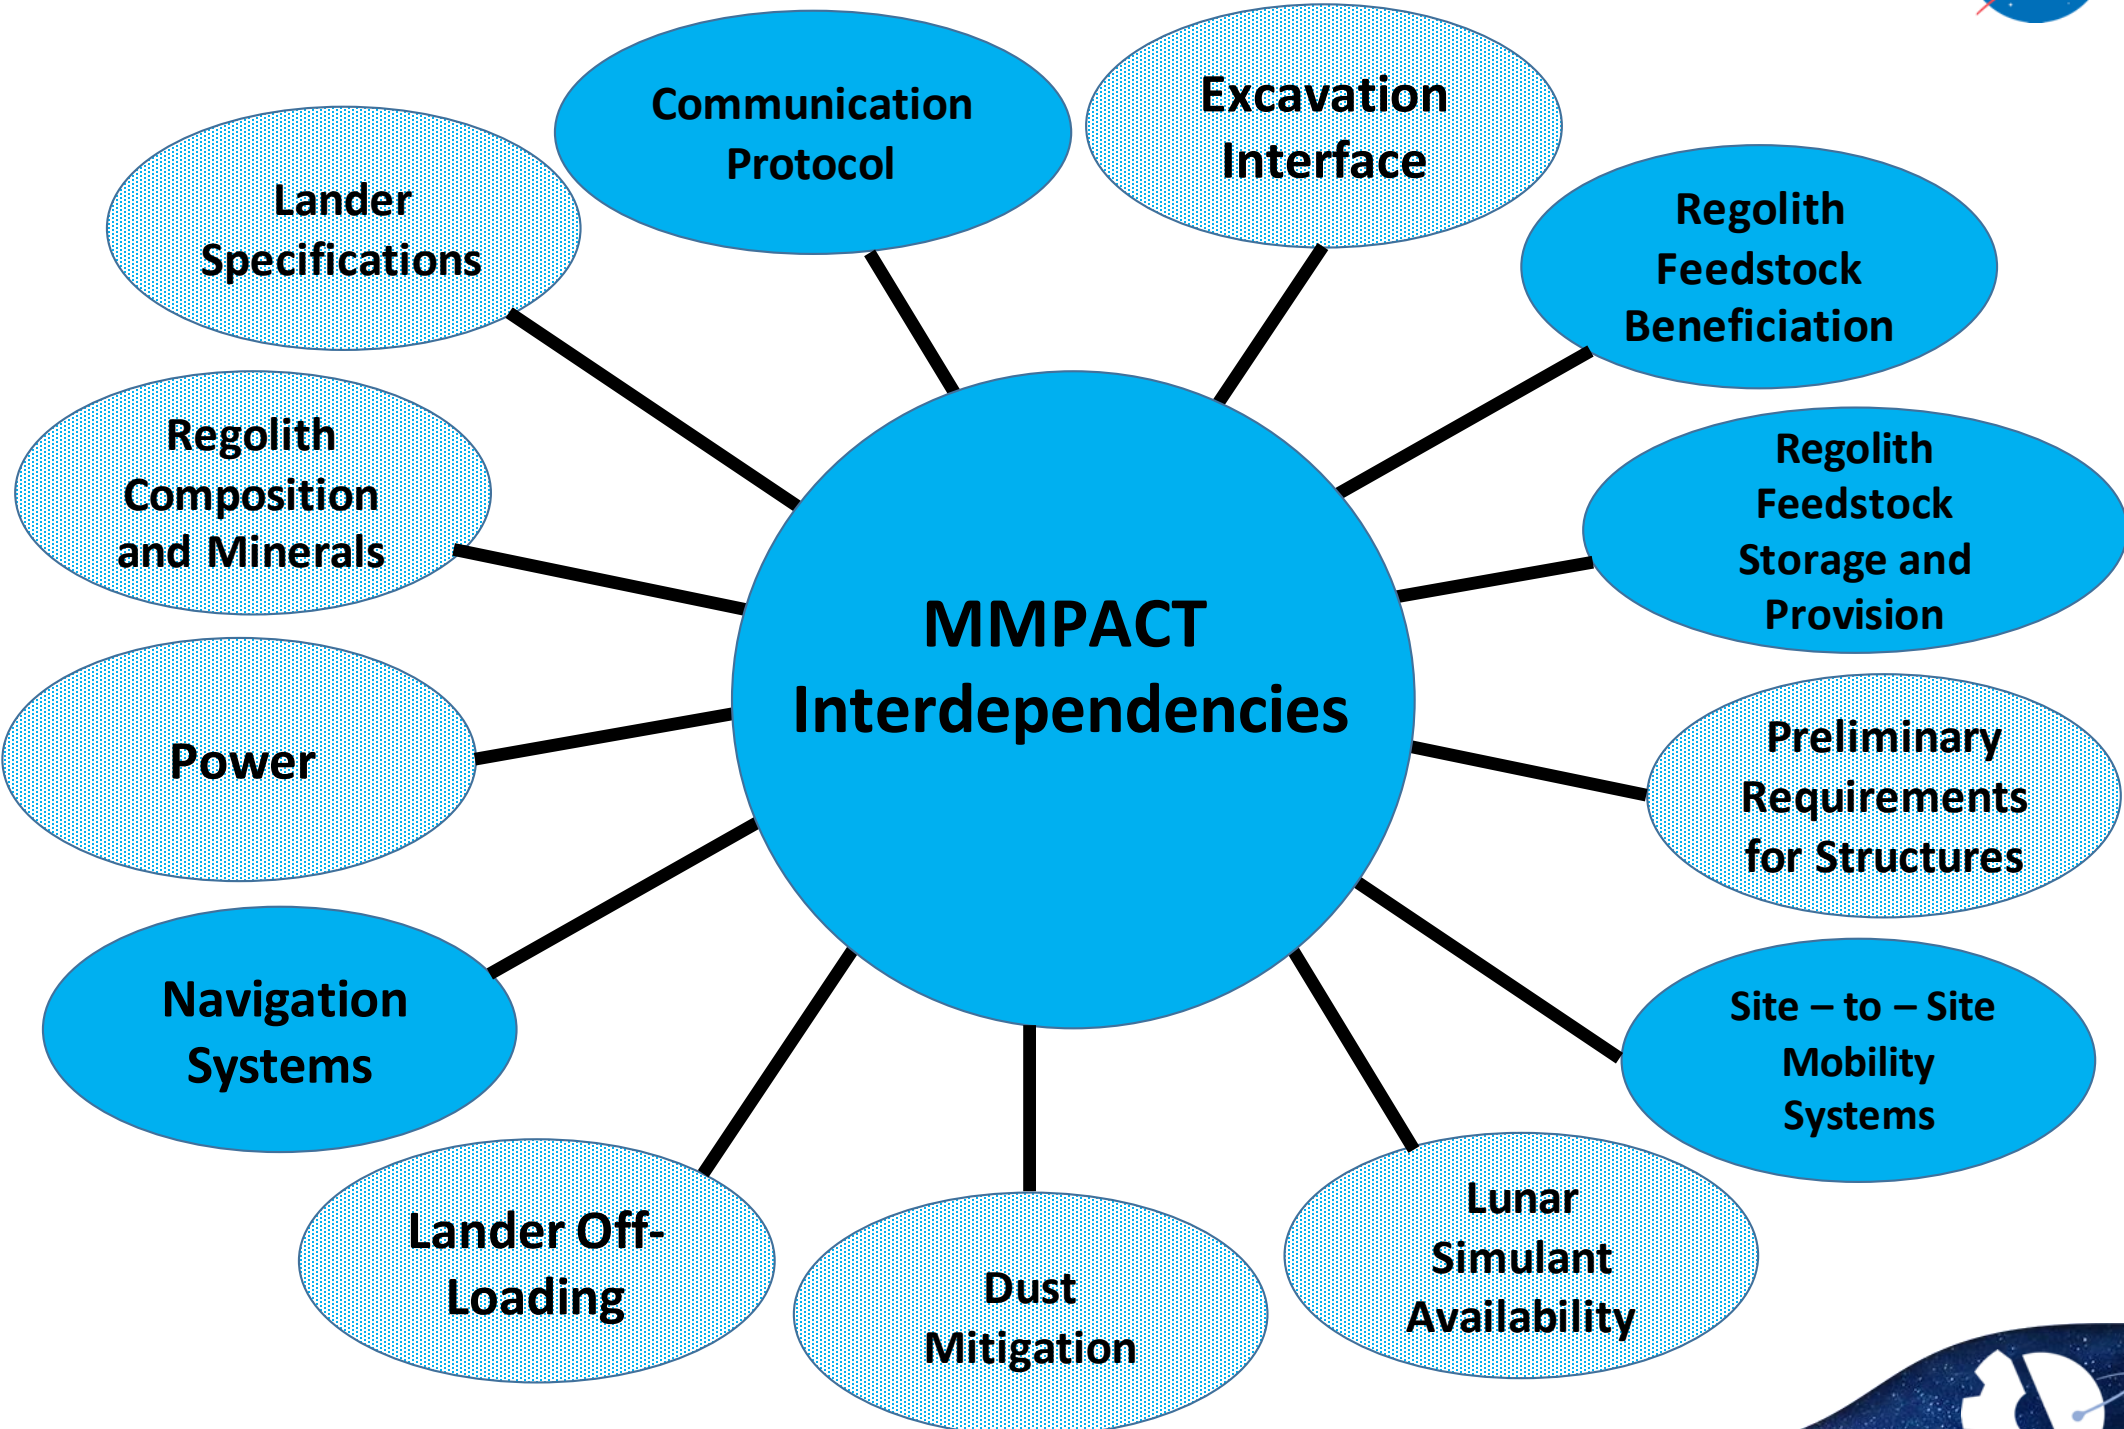 Communication
Protocol
Excavation
Interface
Lander
Specifications
Regolith
Feedstock
Beneficiation
Regolith
Composition
and Minerals
Regolith
Feedstock
Storage and
Provision
MMPACT
Interdependencies
Power
Preliminary
Requirements
for Structures
Navigation
Systems
Site – to – Site
Mobility
Systems
Lander Off-
Loading
Dust
Mitigation
Lunar
Simulant
Availability